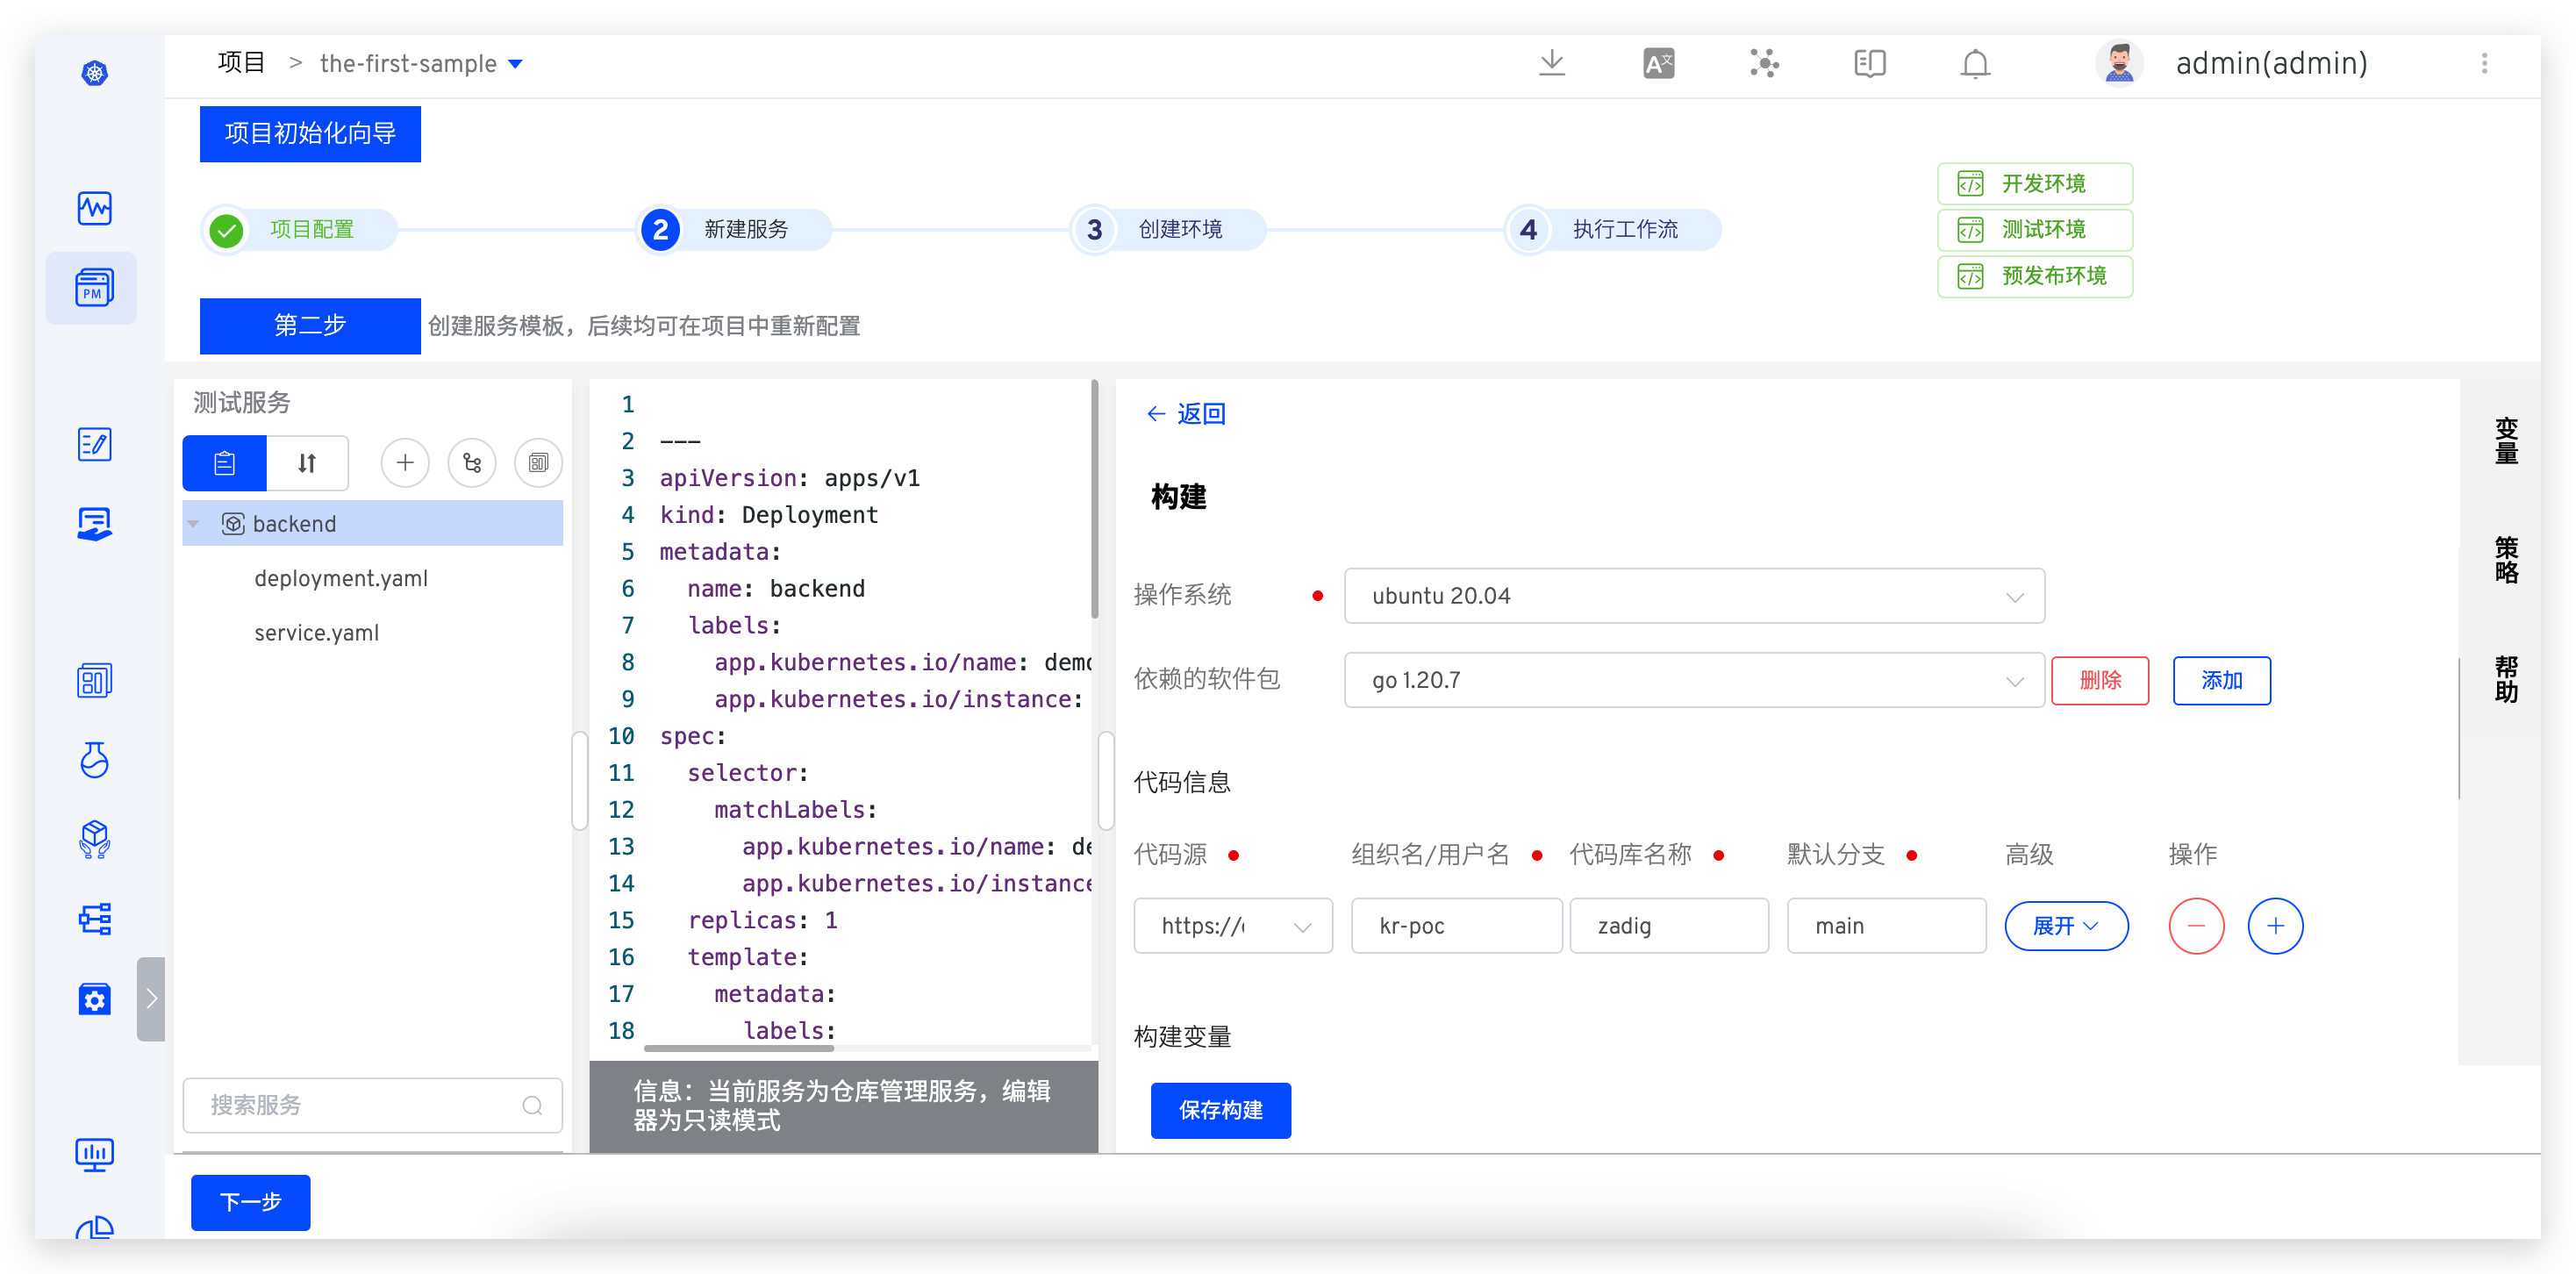 项目 > the-first-sample
admin(admin)
项目初始化向导
项目配置
2 新建服务
3 创建环境
4 执行工作流
开发环境
测试环境
预发布环境
第二步 创建服务模板，后续均可在项目中重新配置
PM
测试服务
backend
deployment.yaml
service.yaml
搜索服务
1
2 ---
3 apiVersion: apps/v1
4 kind: Deployment
5 metadata:
6 name: backend
7 labels:
8 app.kubernetes.io/name: demo
9 app.kubernetes.io/instance:
10 spec:
11 selector:
12 matchLabels:
13 app.kubernetes.io/name: de
14 app.kubernetes.io/instance
15 replicas: 1
16 template:
17 metadata:
18 labels:
信息：当前服务为仓库管理服务，编辑
器为只读模式
← 返回
构建
操作系统 ubuntu 20.04
依赖的软件包 go 1.20.7 删除 添加
代码信息
代码源 组织名/用户名 代码库名称 默认分支 高级 操作
https:// kr-poc zadig main 展开
构建变量
保存构建
变量
策略
帮助
下一步